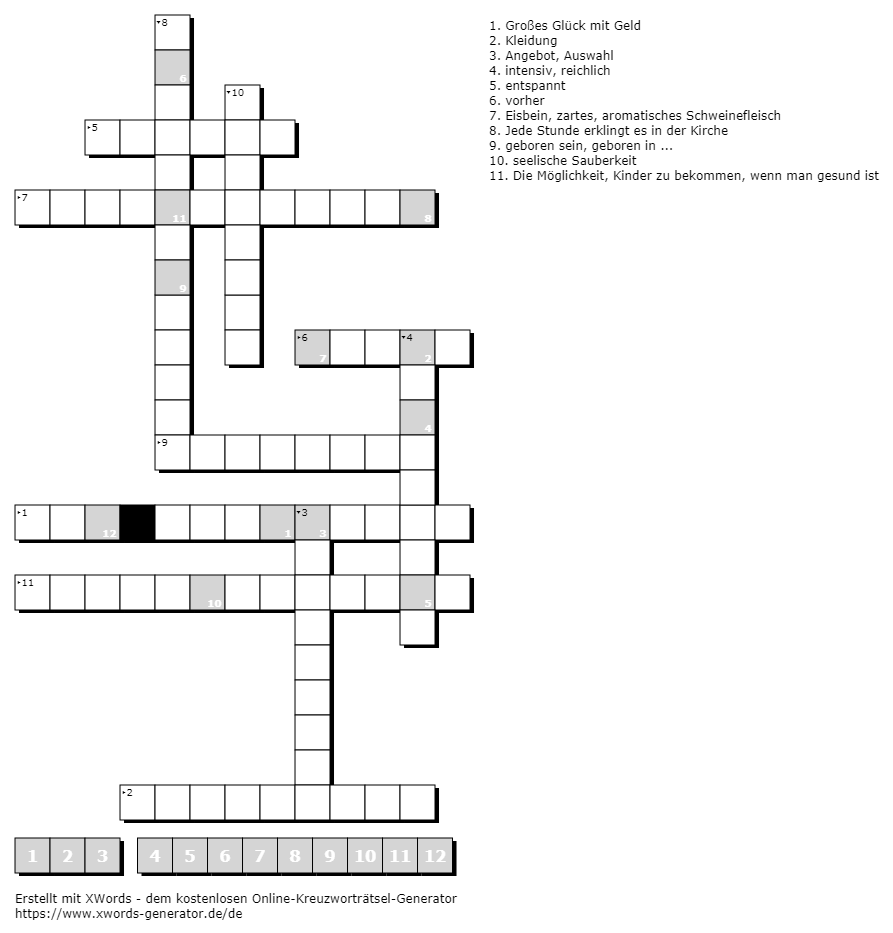 8
6
10
5
7
11
8
9
6
7
4
2
4
9
1
12
1
3
3
11
10
5
2
1 2 3 4 5 6 7 8 9 10 11 12
1. Großes Glück mit Geld
2. Kleidung
3. Angebot, Auswahl
4. intensiv, reichlich
5. entspannt
6. vorher
7. Eisbein, zartes, aromatisches Schweinefleisch
8. Jede Stunde erklingt es in der Kirche
9. geboren sein, geboren in ...
10. seelische Sauberkeit
11. Die Möglichkeit, Kinder zu bekommen, wenn man gesund ist
Erstellt mit XWords - dem kostenlosen Online-Kreuzworträtsel-Generator
https://www.xwords-generator.de/de